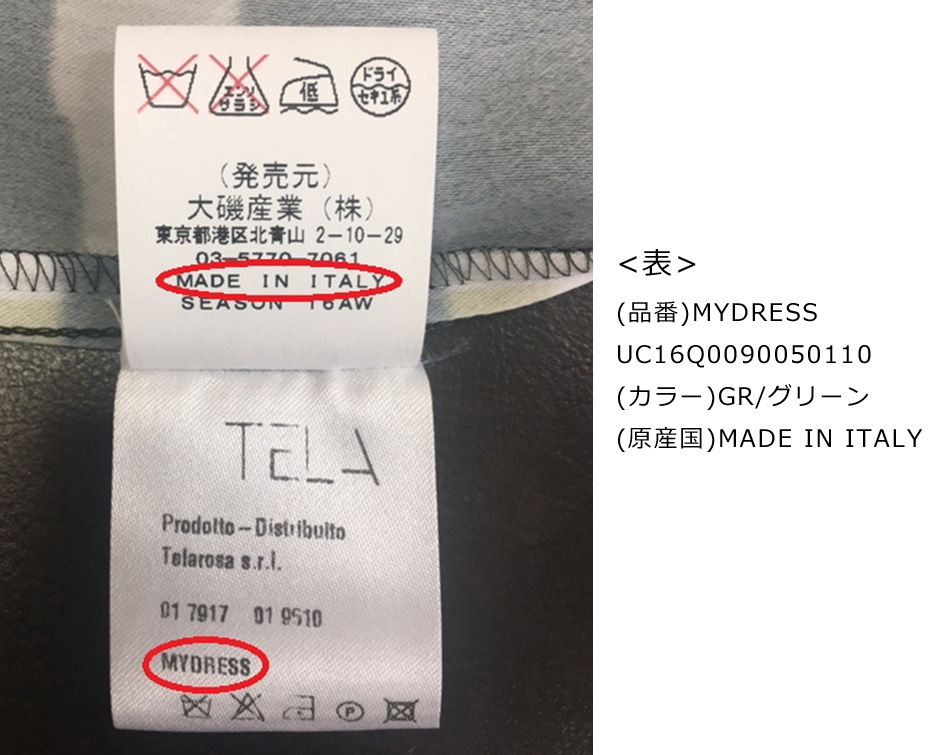 エンソ
サラシ
低
ドライ
セキユ系
（発売元）
大磯産業（株）
東京都港区北青山 2－10－29
03－5770－7061
MADE IN ITALY
SEASON 16AW
TELA
Prodotto – Distribuito
Telarosa s.r.l.
01 7917 01 9510
MYDRESS
P
<表>
(品番)MYDRESS
UC16Q0090050110
(カラー)GR/グリーン
(原産国)MADE IN ITALY